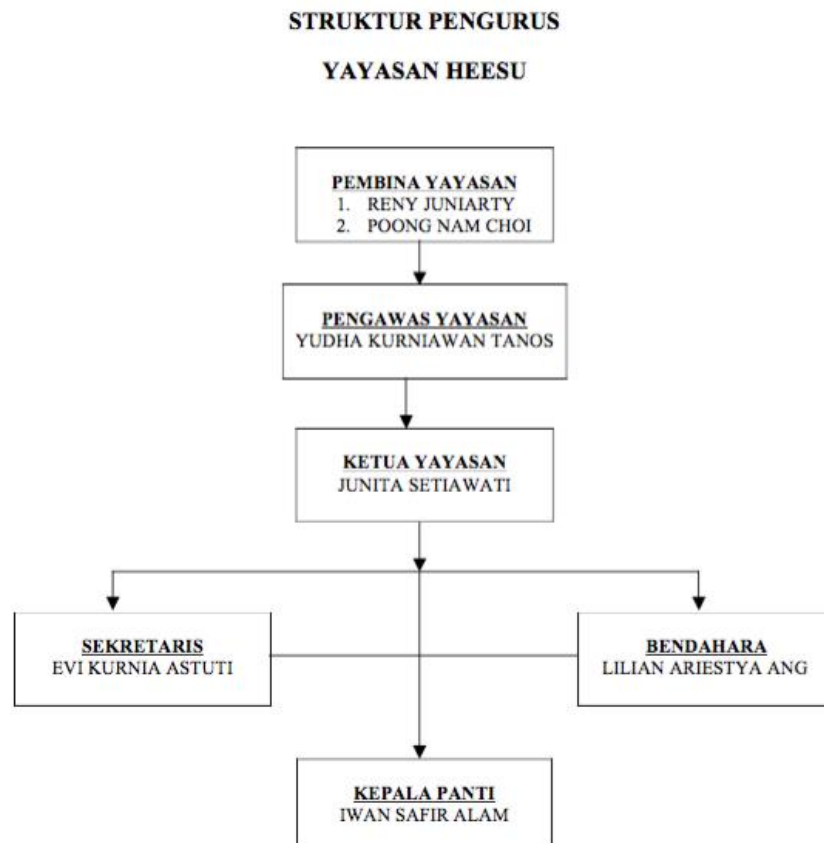 STRUKTUR PENGURUS
YAYASAN HEESU
PEMBINA YAYASAN
1. RENY JUNIARTY
2. POONG NAM CHOI
PENGAWAS YAYASAN
YUDHA KURNIAWAN TANOS
KETUA YAYASAN
JUNITA SETIAWATI
SEKRETARIS
EVI KURNIA ASTUTI
BENDAHARA
LILIAN ARIESTYA ANG
KEPALA PANTI
IWAN SAFIR ALAM